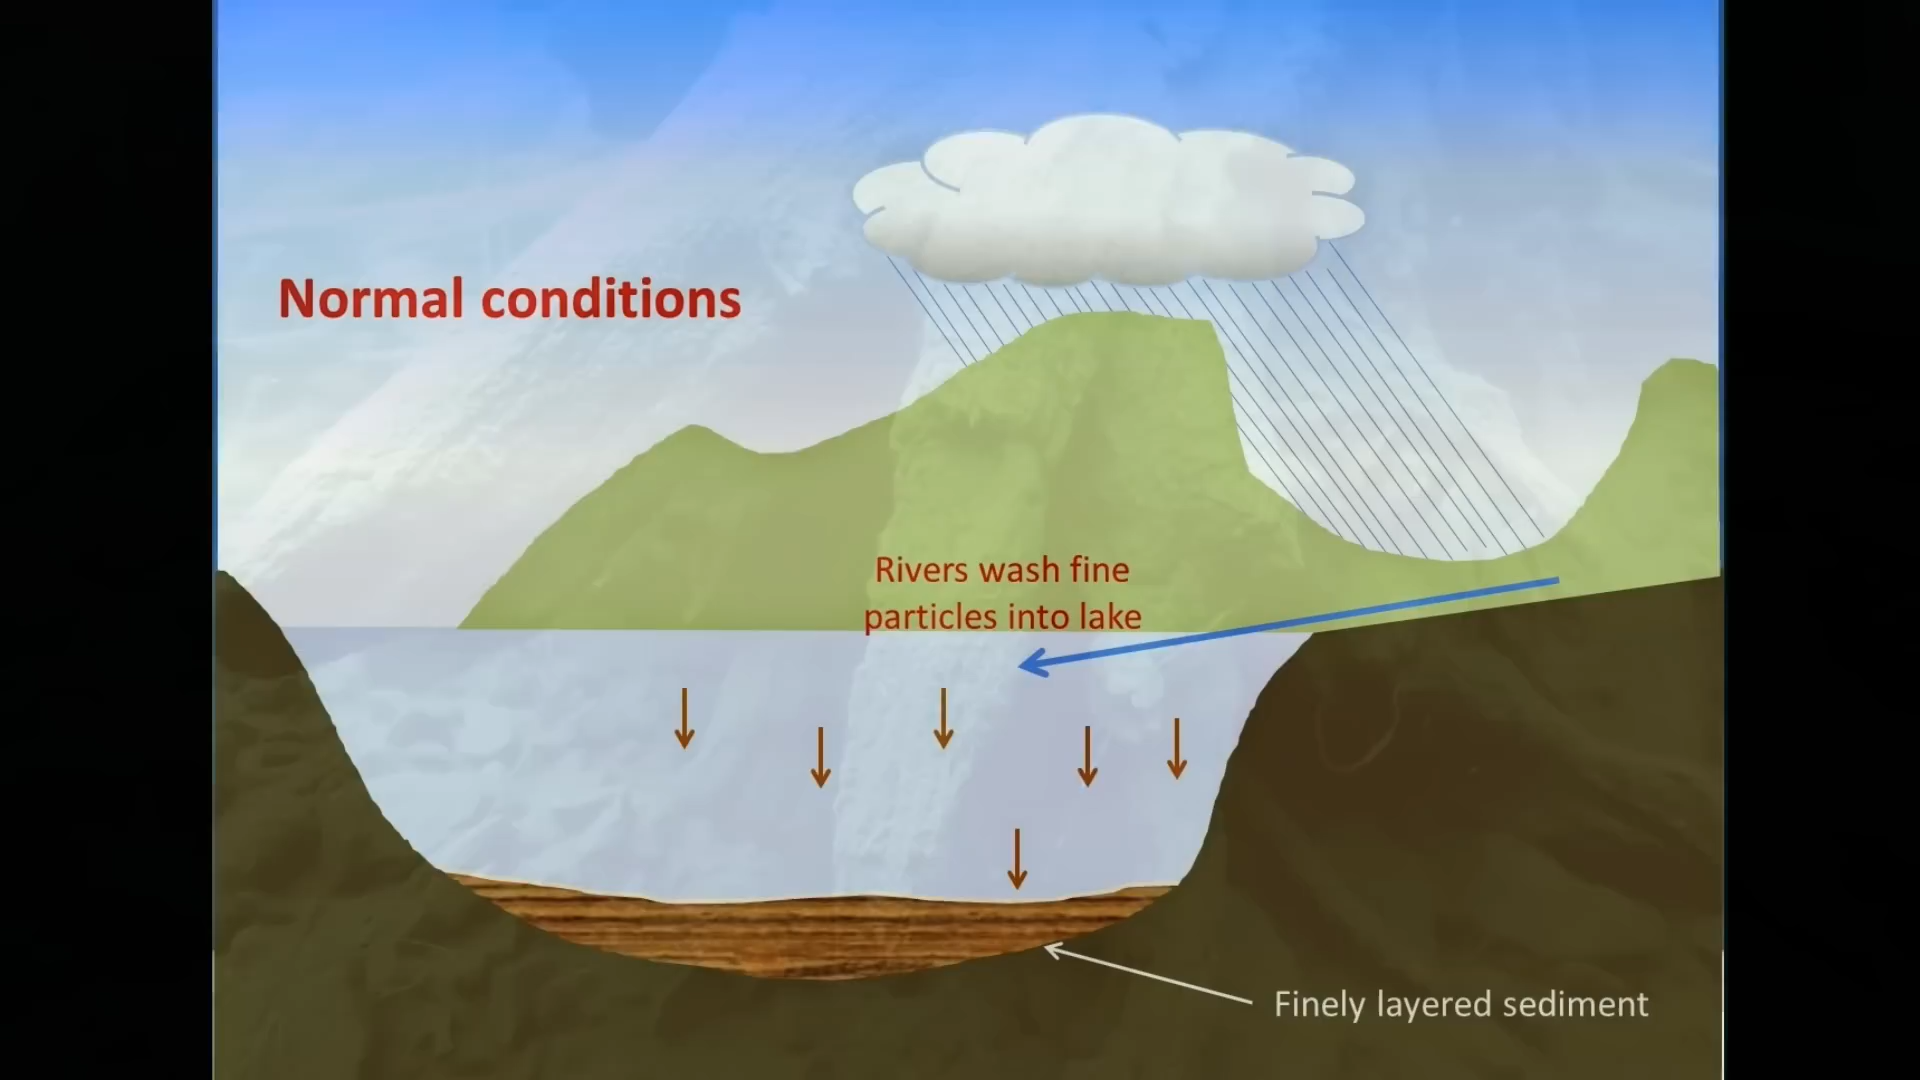 Normal conditions
Rivers wash fine
particles into lake
Finely layered sediment